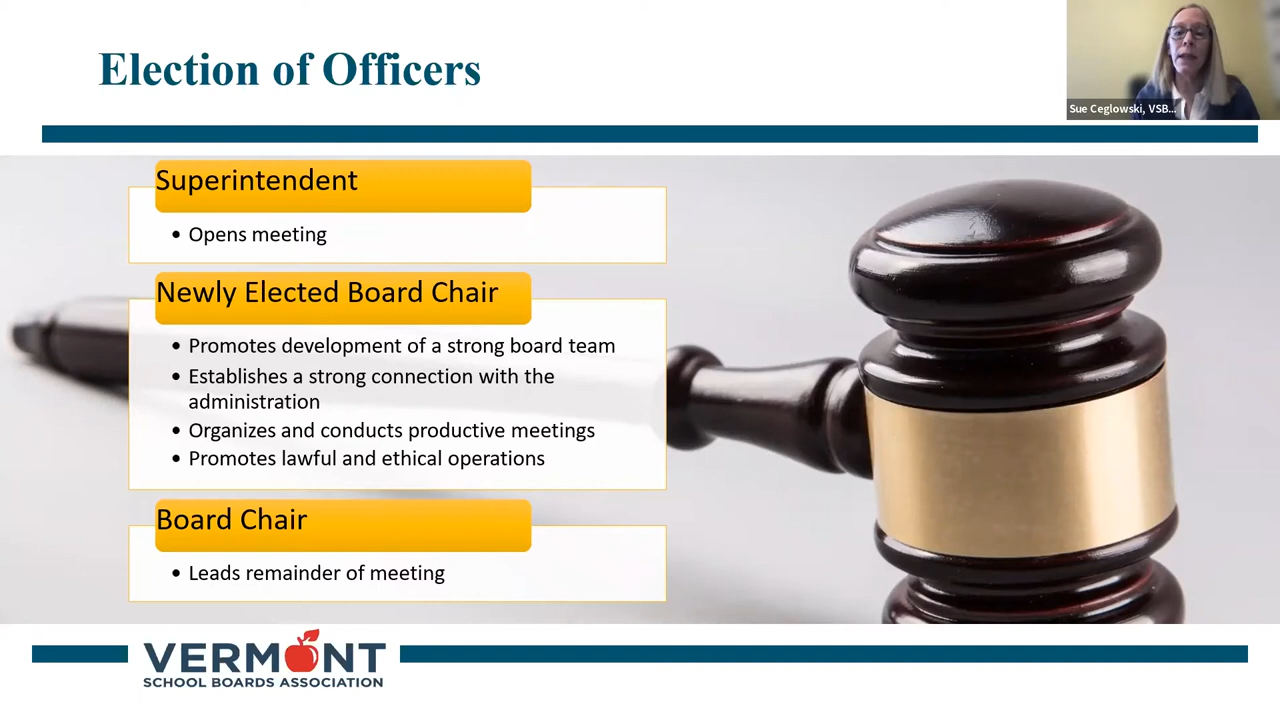 Election of Officers
Sue Ceglowski, VSB...
Superintendent
• Opens meeting
Newly Elected Board Chair
• Promotes development of a strong board team
• Establishes a strong connection with the
administration
• Organizes and conducts productive meetings
• Promotes lawful and ethical operations
Board Chair
• Leads remainder of meeting
VERMONT
SCHOOL BOARDS ASSOCIATION